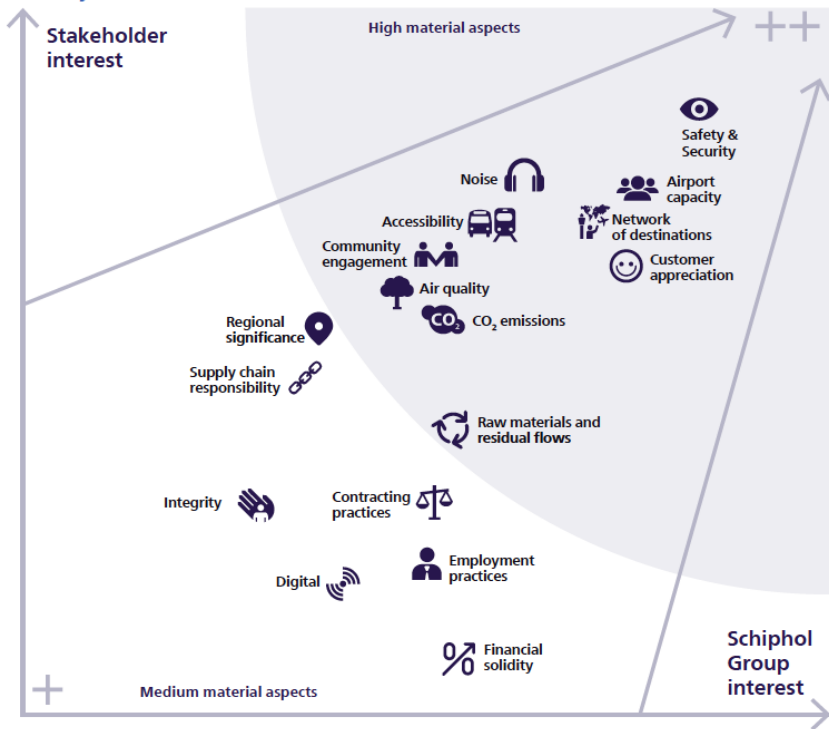 Stakeholder
interest
High material aspects
++
Safety &
Security
Noise
Airport
capacity
Accessibility
Network
of destinations
Community
engagement
Customer
appreciation
Air quality
CO₂
CO₂ emissions
Regional
significance
Supply chain
responsibility
Raw materials and
residual flows
Integrity
Contracting
practices
Employment
practices
Digital
Financial
solidity
Schiphol
Group
interest
+
Medium material aspects